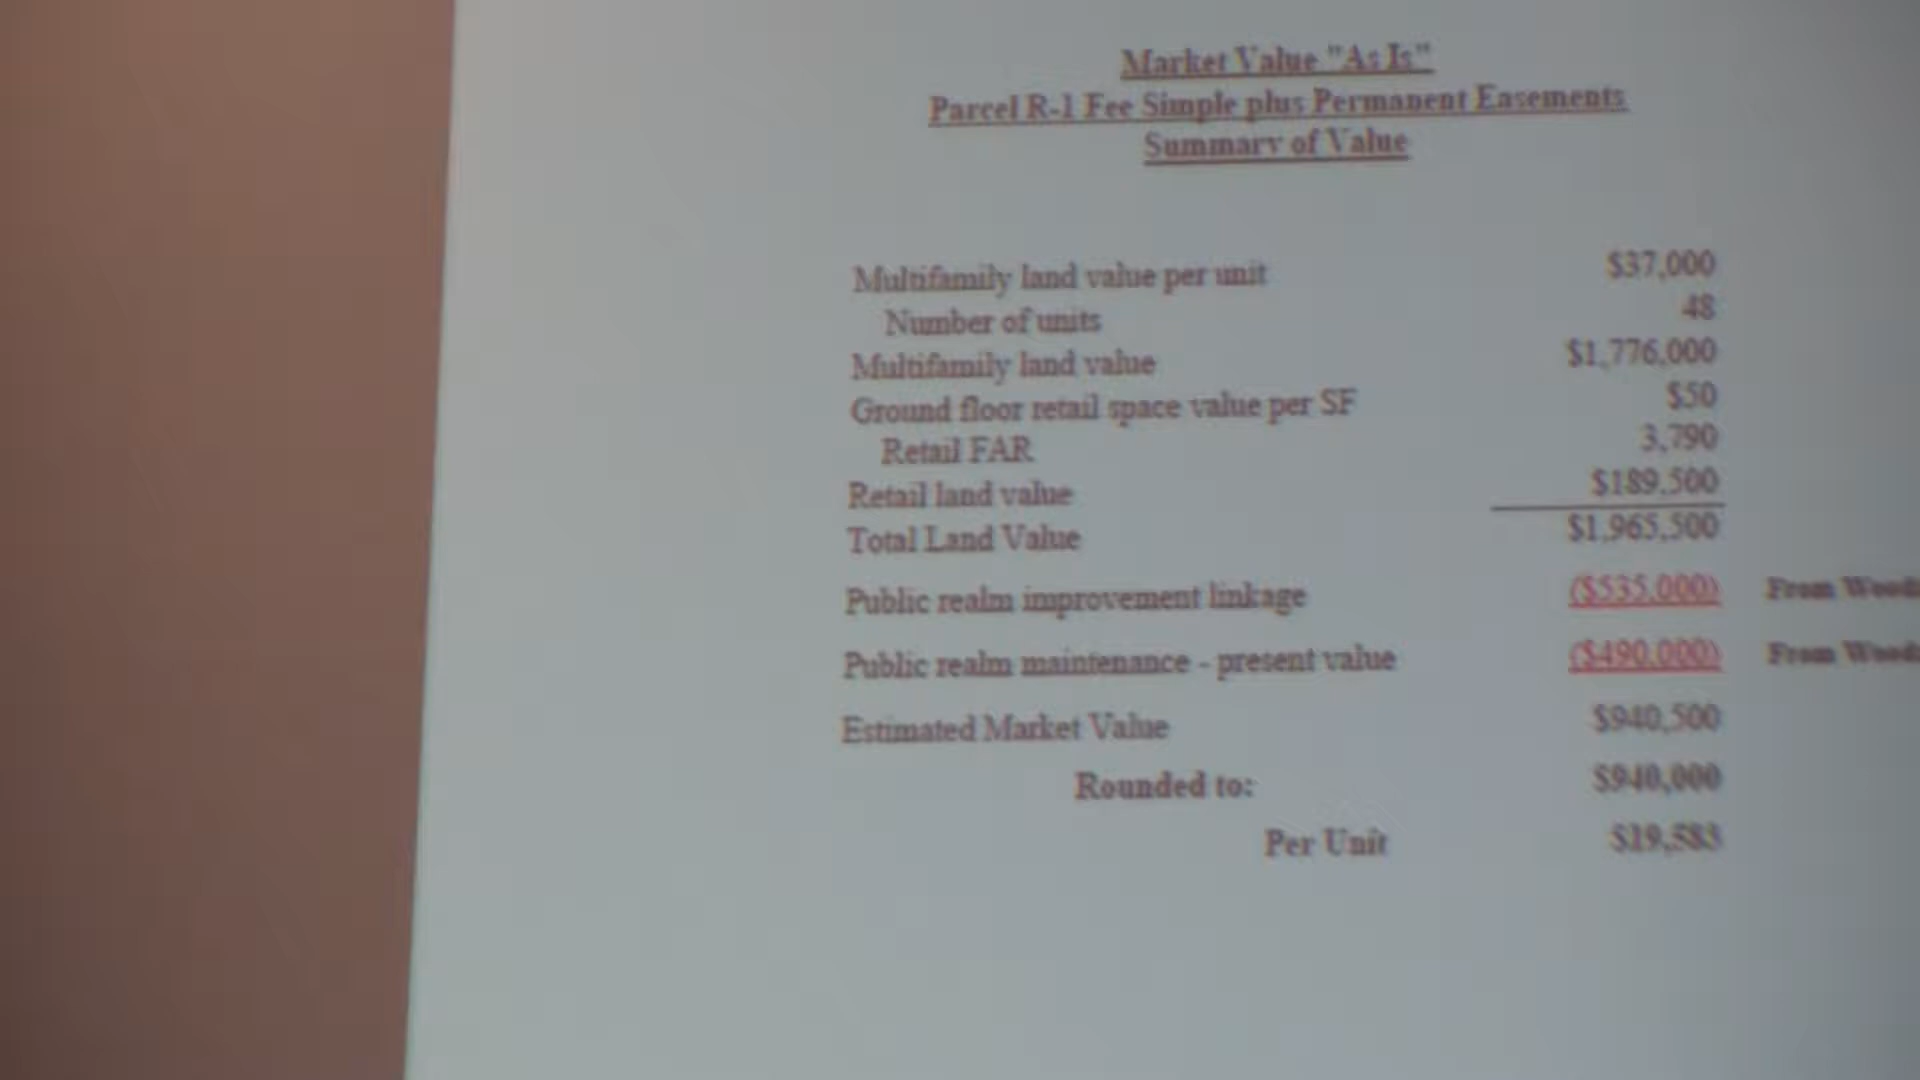 Market Value "As Is"
Parcel R-1 Fee Simple plus Permanent Easements
Summary of Value
Multifamily land value per unit $37,000
Number of units 48
Multifamily land value $1,776,000
Ground floor retail space value per SF $50
Retail FAR 3,790
Retail land value $189,500
Total Land Value $1,965,500
Public realm improvement linkage ($535,000) From
Public realm maintenance - present value ($490,000) From
Estimated Market Value $940,500
Rounded to: $940,000
Per Unit $19,583